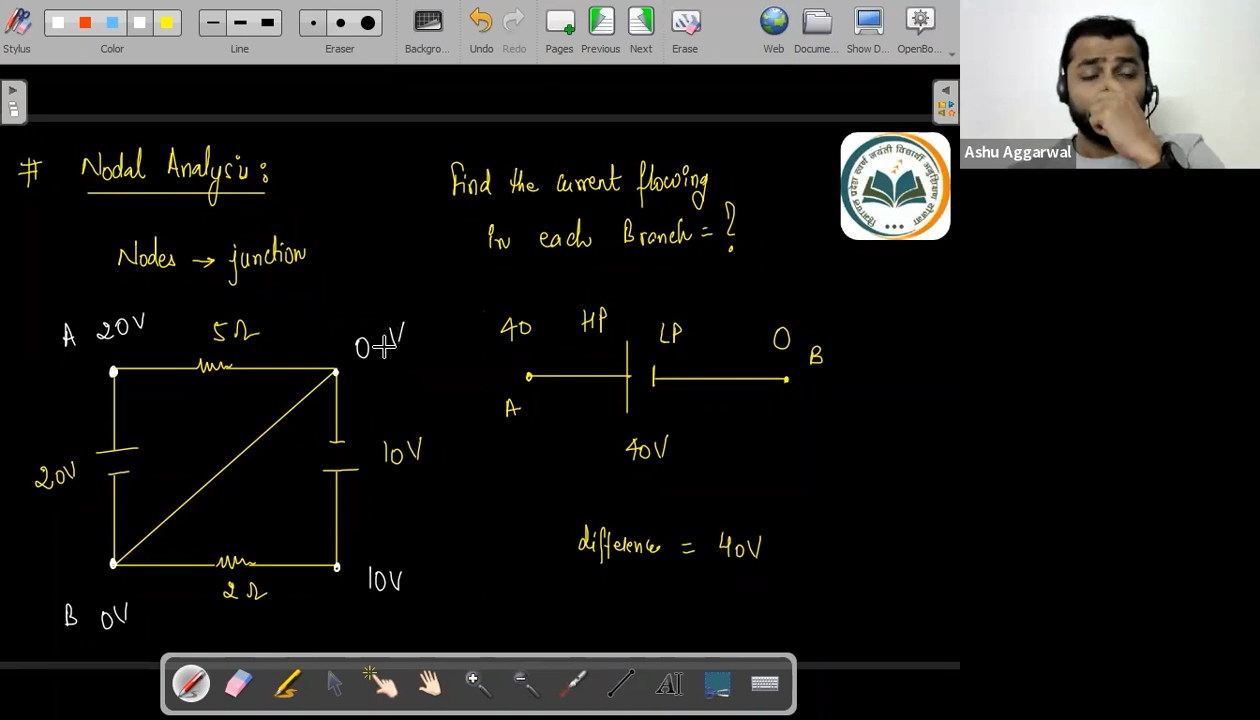 Stylus
Color
Line
Eraser
Backgro...
Undo
Redo
Pages
Previous
Next
Erase
Web
Docume...
Show D...
OpenBo...
Ashu Aggarwal
# Nodal Analysis:
Nodes → junction
Find the current flowing
in each Branch = ?
A 20V
5Ω
0V
20V
10V
2Ω
10V
B 0V
40
HP
LP
0
B
A
40V
difference = 40V